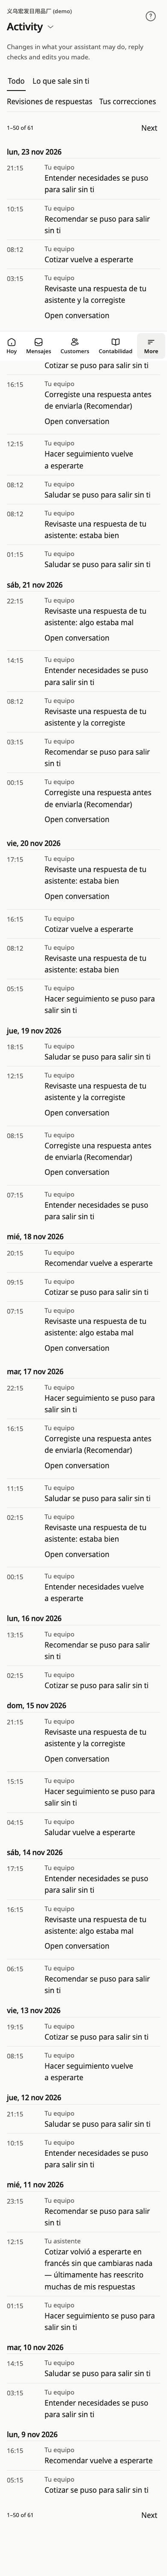 义乌宏发日用品厂 (demo)
Activity
?
Changes in what your assistant may do, reply
checks and edits you made.
Todo
Lo que sale sin ti
Revisiones de respuestas
Tus correcciones
1–50 of 61
Next
lun, 23 nov 2026
21:15
Tu equipo
Entender necesidades se puso
para salir sin ti
10:15
Tu equipo
Recomendar se puso para salir
sin ti
08:12
Tu equipo
Cotizar vuelve a esperarte
03:15
Tu equipo
Revisaste una respuesta de tu
asistente y la corregiste
Open conversation
Hoy
Mensajes
Customers
Contabilidad
More
Cotizar se puso para salir sin ti
16:15
Tu equipo
Corregiste una respuesta antes
de enviarla (Recomendar)
Open conversation
12:15
Tu equipo
Hacer seguimiento vuelve
a esperarte
08:12
Tu equipo
Saludar se puso para salir sin ti
08:12
Tu equipo
Revisaste una respuesta de tu
asistente: estaba bien
01:15
Tu equipo
Saludar se puso para salir sin ti
sáb, 21 nov 2026
22:15
Tu equipo
Revisaste una respuesta de tu
asistente: algo estaba mal
Open conversation
14:15
Tu equipo
Entender necesidades se puso
para salir sin ti
08:12
Tu equipo
Revisaste una respuesta de tu
asistente y la corregiste
03:15
Tu equipo
Recomendar se puso para salir
sin ti
00:15
Tu equipo
Corregiste una respuesta antes
de enviarla (Recomendar)
Open conversation
vie, 20 nov 2026
17:15
Tu equipo
Revisaste una respuesta de tu
asistente: estaba bien
Open conversation
16:15
Tu equipo
Cotizar vuelve a esperarte
08:12
Tu equipo
Revisaste una respuesta de tu
asistente: estaba bien
05:15
Tu equipo
Hacer seguimiento se puso para
salir sin ti
jue, 19 nov 2026
18:15
Tu equipo
Saludar se puso para salir sin ti
12:15
Tu equipo
Revisaste una respuesta de tu
asistente y la corregiste
Open conversation
08:15
Tu equipo
Corregiste una respuesta antes
de enviarla (Recomendar)
Open conversation
07:15
Tu equipo
Entender necesidades se puso
para salir sin ti
mié, 18 nov 2026
20:15
Tu equipo
Recomendar vuelve a esperarte
09:15
Tu equipo
Cotizar se puso para salir sin ti
07:15
Tu equipo
Revisaste una respuesta de tu
asistente: algo estaba mal
Open conversation
mar, 17 nov 2026
22:15
Tu equipo
Hacer seguimiento se puso para
salir sin ti
16:15
Tu equipo
Corregiste una respuesta antes
de enviarla (Recomendar)
Open conversation
11:15
Tu equipo
Saludar se puso para salir sin ti
02:15
Tu equipo
Revisaste una respuesta de tu
asistente: estaba bien
Open conversation
00:15
Tu equipo
Entender necesidades vuelve
a esperarte
lun, 16 nov 2026
13:15
Tu equipo
Recomendar se puso para salir
sin ti
02:15
Tu equipo
Cotizar se puso para salir sin ti
dom, 15 nov 2026
21:15
Tu equipo
Revisaste una respuesta de tu
asistente y la corregiste
Open conversation
15:15
Tu equipo
Hacer seguimiento se puso para
salir sin ti
04:15
Tu equipo
Saludar vuelve a esperarte
sáb, 14 nov 2026
17:15
Tu equipo
Entender necesidades se puso
para salir sin ti
16:15
Tu equipo
Revisaste una respuesta de tu
asistente: algo estaba mal
Open conversation
06:15
Tu equipo
Recomendar se puso para salir
sin ti
vie, 13 nov 2026
19:15
Tu equipo
Cotizar se puso para salir sin ti
08:15
Tu equipo
Hacer seguimiento vuelve
a esperarte
jue, 12 nov 2026
21:15
Tu equipo
Saludar se puso para salir sin ti
10:15
Tu equipo
Entender necesidades se puso
para salir sin ti
mié, 11 nov 2026
23:15
Tu equipo
Recomendar se puso para salir
sin ti
12:15
Tu asistente
Cotizar volvió a esperarte en
francés sin que cambiaras nada
— últimamente has reescrito
muchas de mis respuestas
01:15
Tu equipo
Hacer seguimiento se puso para
salir sin ti
mar, 10 nov 2026
14:15
Tu equipo
Saludar se puso para salir sin ti
03:15
Tu equipo
Entender necesidades se puso
para salir sin ti
lun, 9 nov 2026
16:15
Tu equipo
Recomendar vuelve a esperarte
05:15
Tu equipo
Cotizar se puso para salir sin ti
1–50 of 61
Next